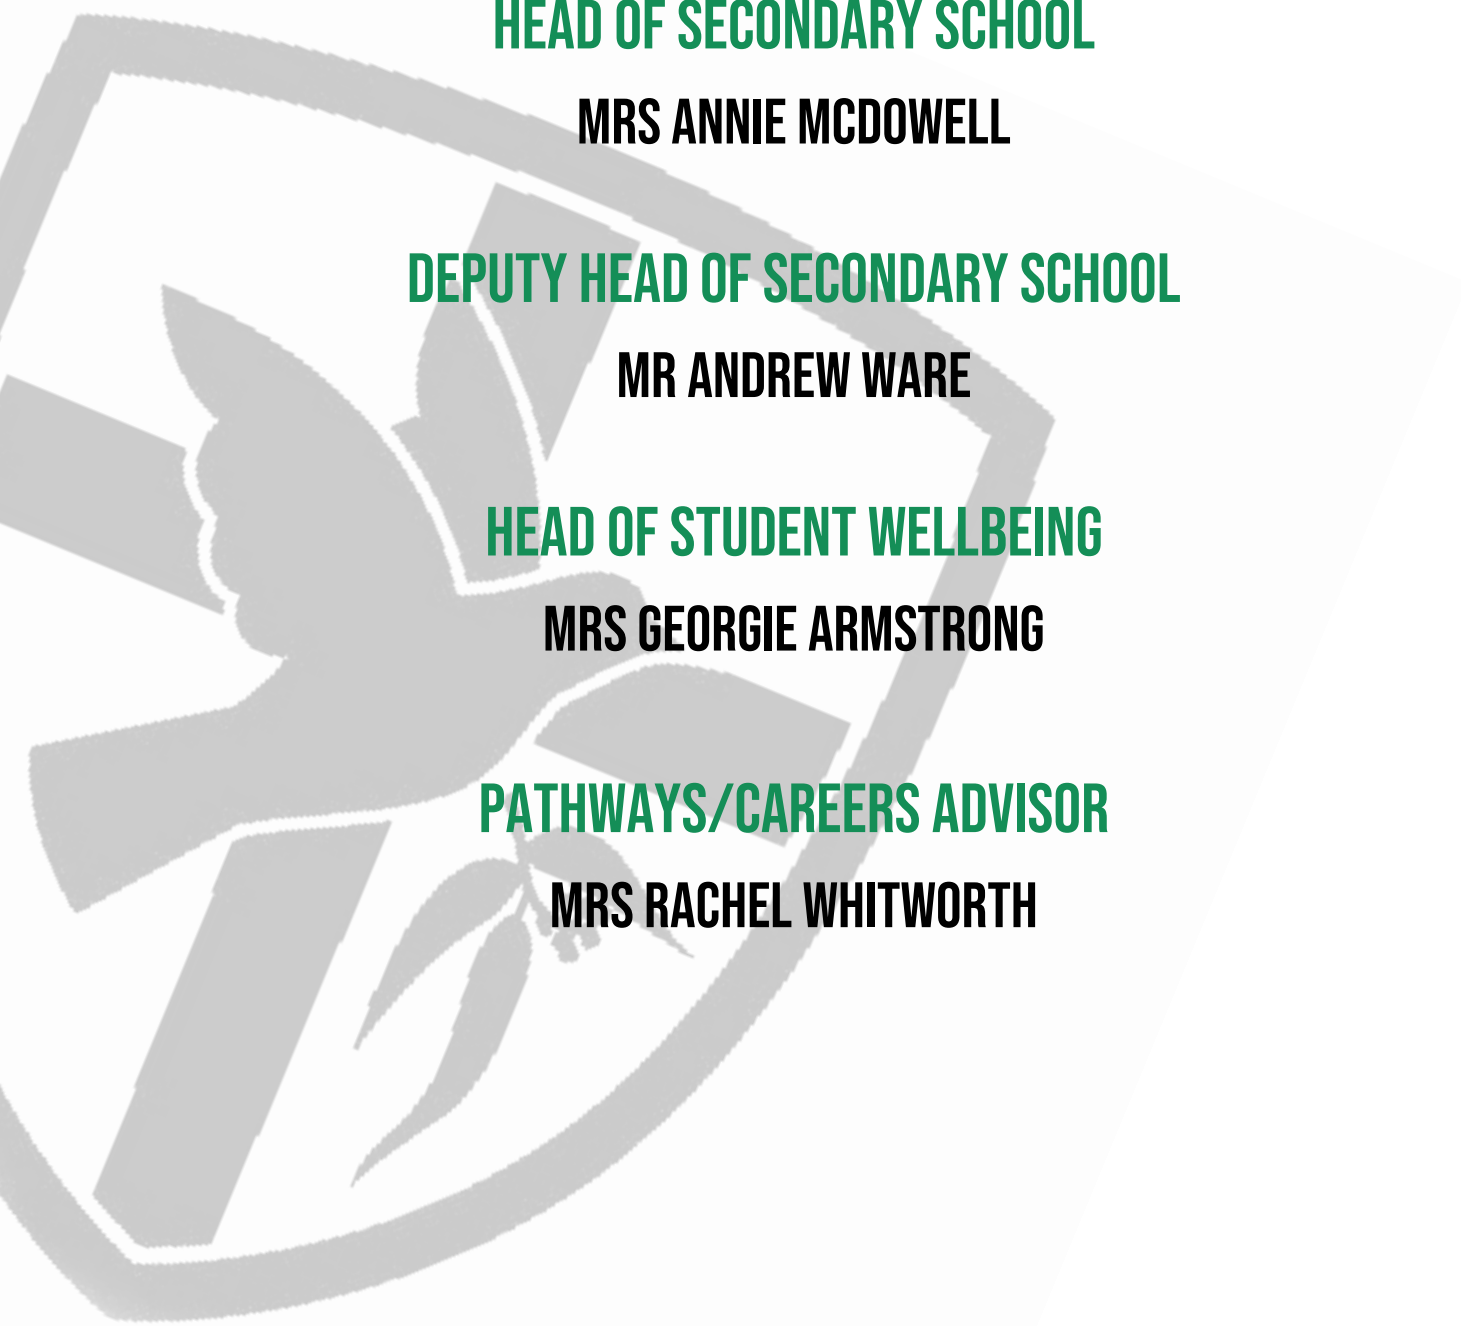 HEAD OF SECONDARY SCHOOL
MRS ANNIE MCDOWELL
DEPUTY HEAD OF SECONDARY SCHOOL
MR ANDREW WARE
HEAD OF STUDENT WELLBEING
MRS GEORGIE ARMSTRONG
PATHWAYS/CAREERS ADVISOR
MRS RACHEL WHITWORTH